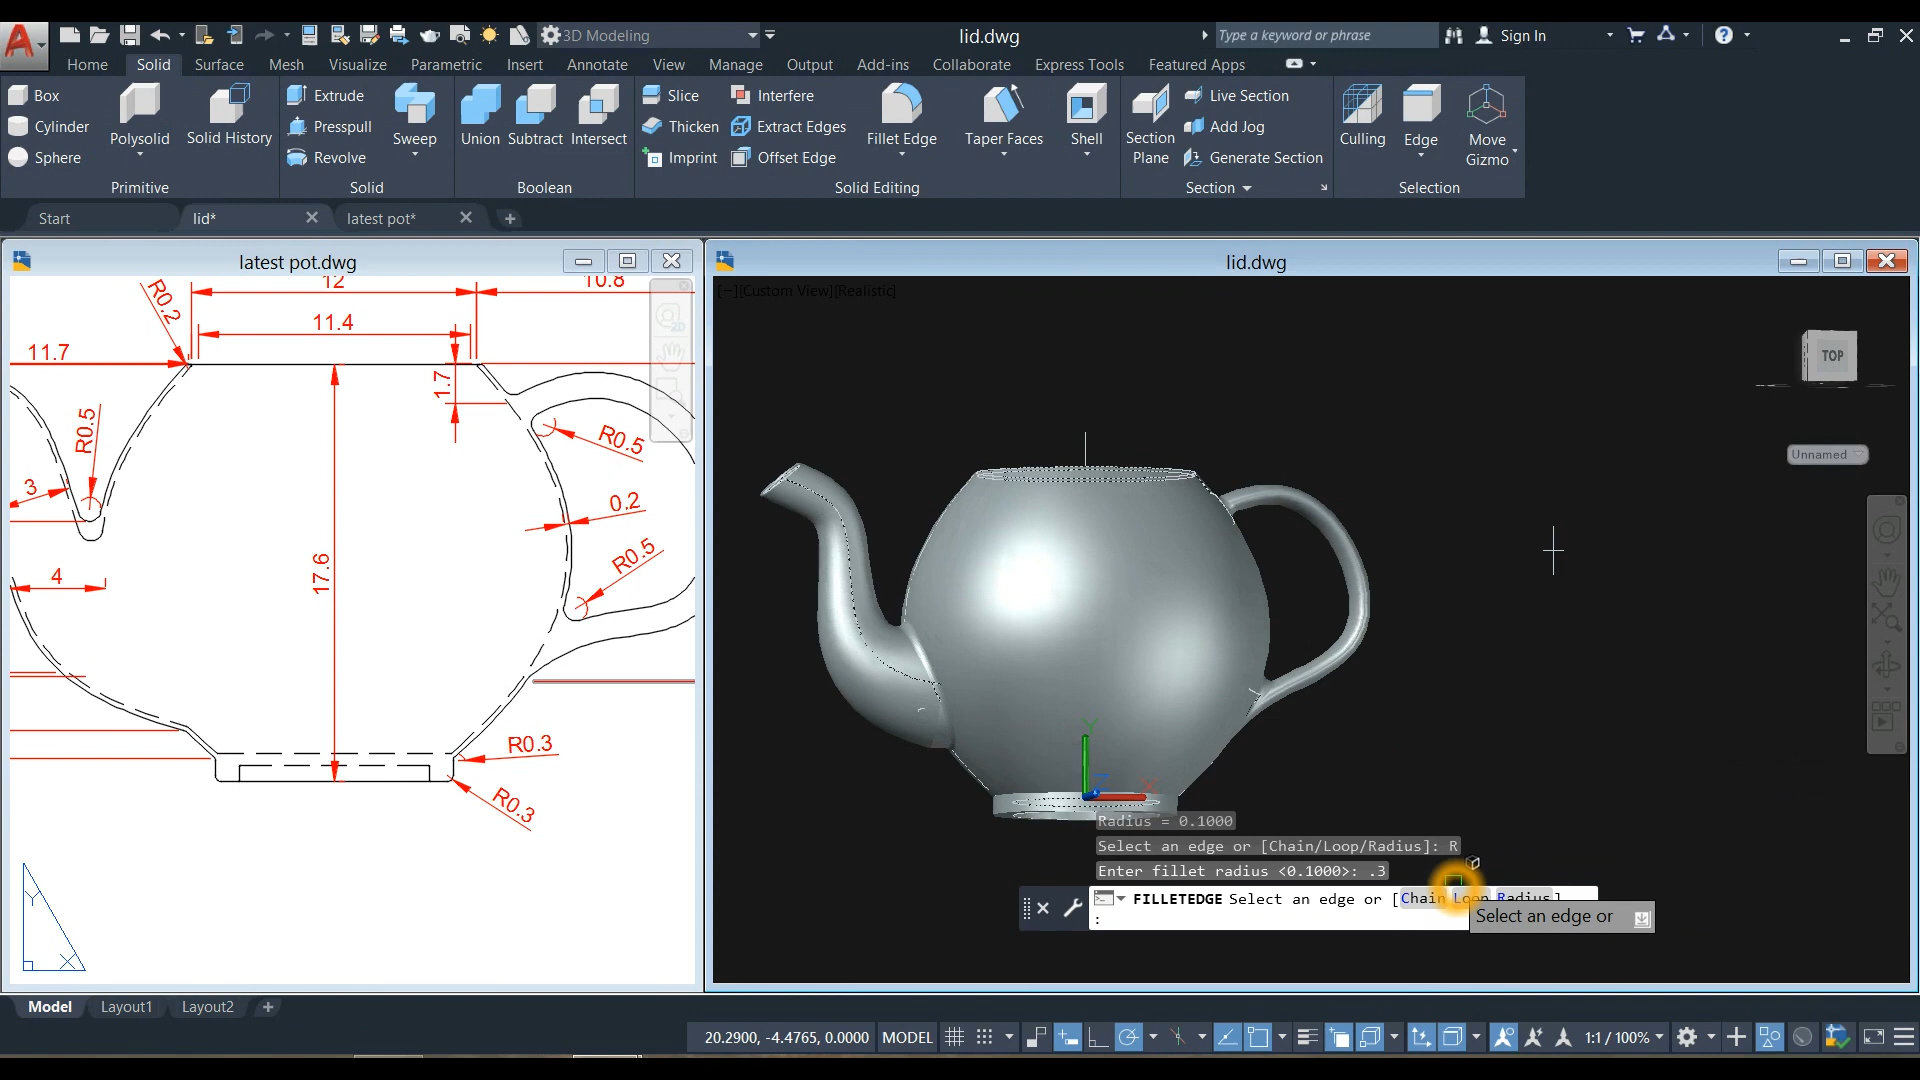 3D Modeling
lid.dwg
Type a keyword or phrase
Sign In
Home Solid Surface Mesh Visualize Parametric Insert Annotate View Manage Output Add-ins Collaborate Express Tools Featured Apps
Box Extrude Slice Interfere Live Section
Cylinder Presspull Thicken Extract Edges Add Jog
Sphere Revolve Imprint Offset Edge Generate Section
Polysolid Solid History Sweep Union Subtract Intersect Fillet Edge Taper Faces Shell Section Plane Culling Edge Move Gizmo
Primitive Solid Boolean Solid Editing Section Selection
Start lid* latest pot*
latest pot.dwg
12
10.8
R0.2
11.4
11.7
1.7
R0.5
R0.5
3
0.2
R0.5
17.6
4
R0.3
R0.3
Y
X
lid.dwg
[−][Custom View][Realistic]
TOP
Unnamed
Y
Z
X
Radius = 0.1000
Select an edge or [Chain/Loop/Radius]: R
Enter fillet radius <0.1000>: .3
FILLETEDGE Select an edge or [Chain Loop Radius]
:
Select an edge or
Model Layout1 Layout2
20.2900, -4.4765, 0.0000 MODEL 1:1 / 100%